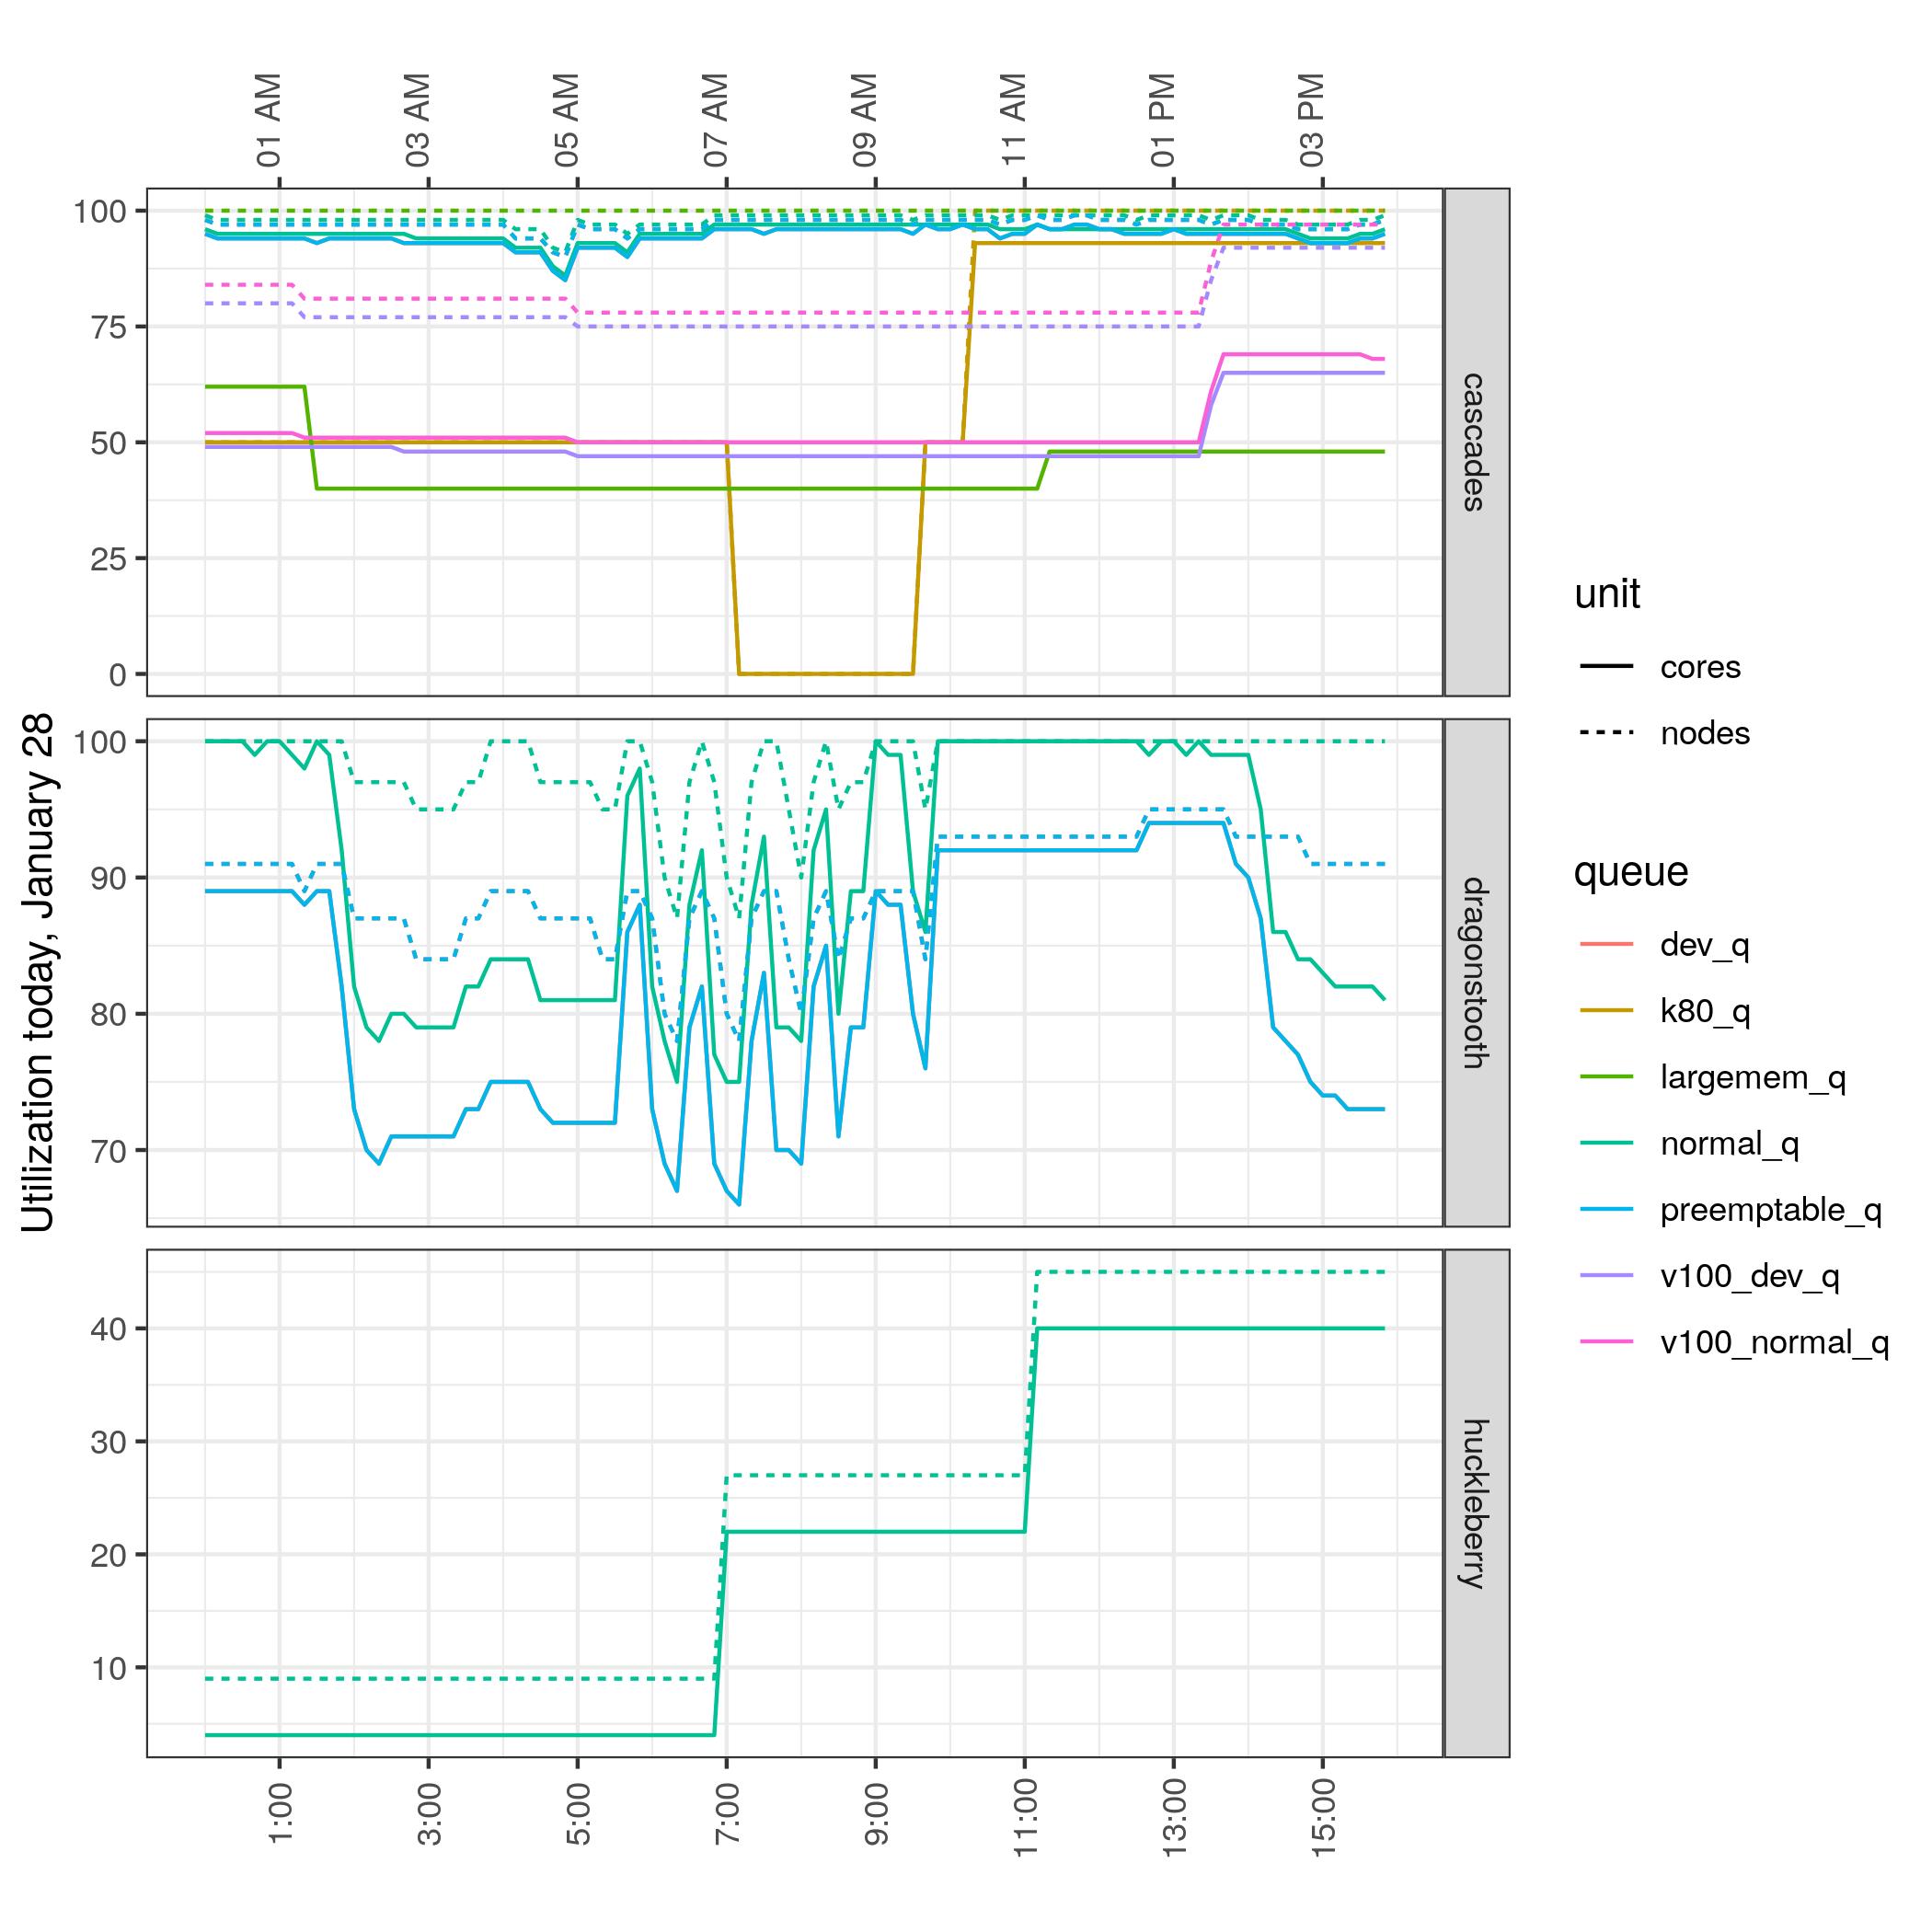 01 AM
03 AM
05 AM
07 AM
09 AM
11 AM
01 PM
03 PM
Utilization today, January 28
100
75
50
25
0
cascades
100
90
80
70
dragonstooth
40
30
20
10
huckleberry
1:00
3:00
5:00
7:00
9:00
11:00
13:00
15:00
unit
cores
nodes
queue
dev_q
k80_q
largemem_q
normal_q
preemptable_q
v100_dev_q
v100_normal_q